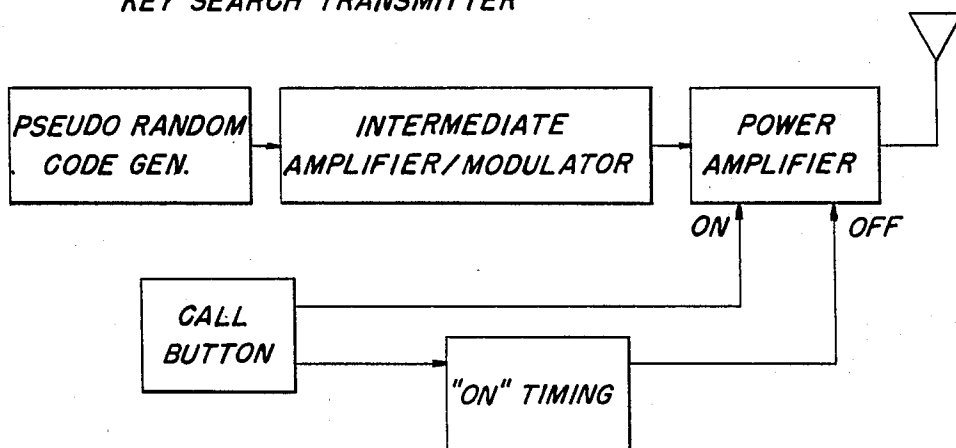 KEY SEARCH TRANSMITTER
PSEUDO RANDOM
CODE GEN.
INTERMEDIATE
AMPLIFIER/MODULATOR
POWER
AMPLIFIER
ON
OFF
CALL
BUTTON
"ON" TIMING